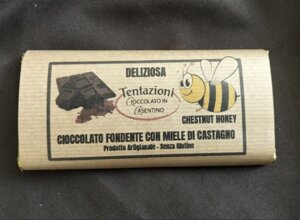 DELIZIOSA
Tentazioni
CIOCCOLATO IN
CASENTINO
CHESTNUT HONEY
CIOCCOLATO FONDENTE CON MIELE DI CASTAGNO
Prodotto Artigianale - Senza Glutine